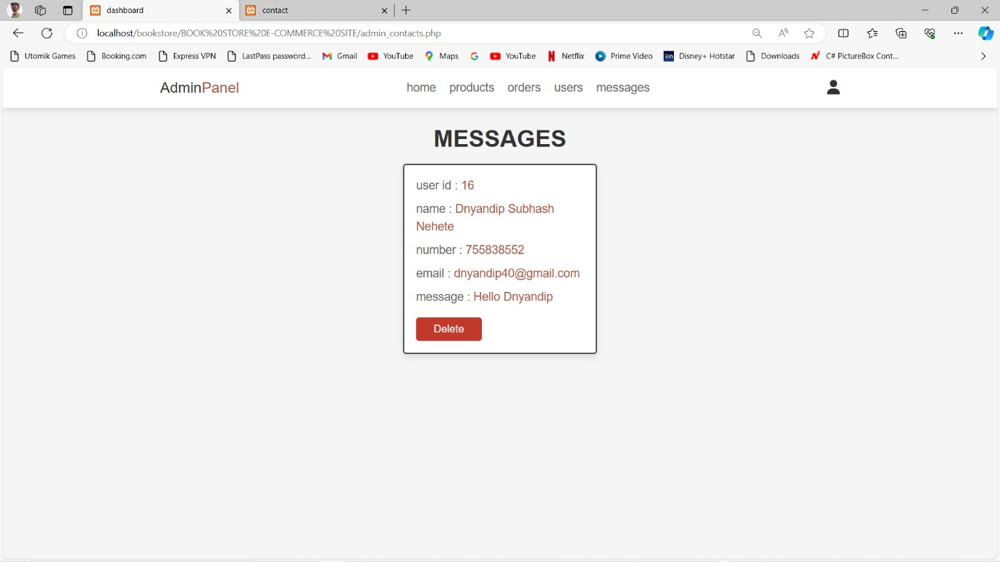 dashboard
contact
localhost/bookstore/BOOK%20STORE%20E-COMMERCE%20SITE/admin_contacts.php
Utomik Games Booking.com Express VPN LastPass password... Gmail YouTube Maps YouTube Netflix Prime Video Disney+ Hotstar Downloads C# PictureBox Cont...
AdminPanel home products orders users messages
MESSAGES
user id : 16
name : Dnyandip Subhash
Nehete
number : 755838552
email : dnyandip40@gmail.com
message : Hello Dnyandip
Delete